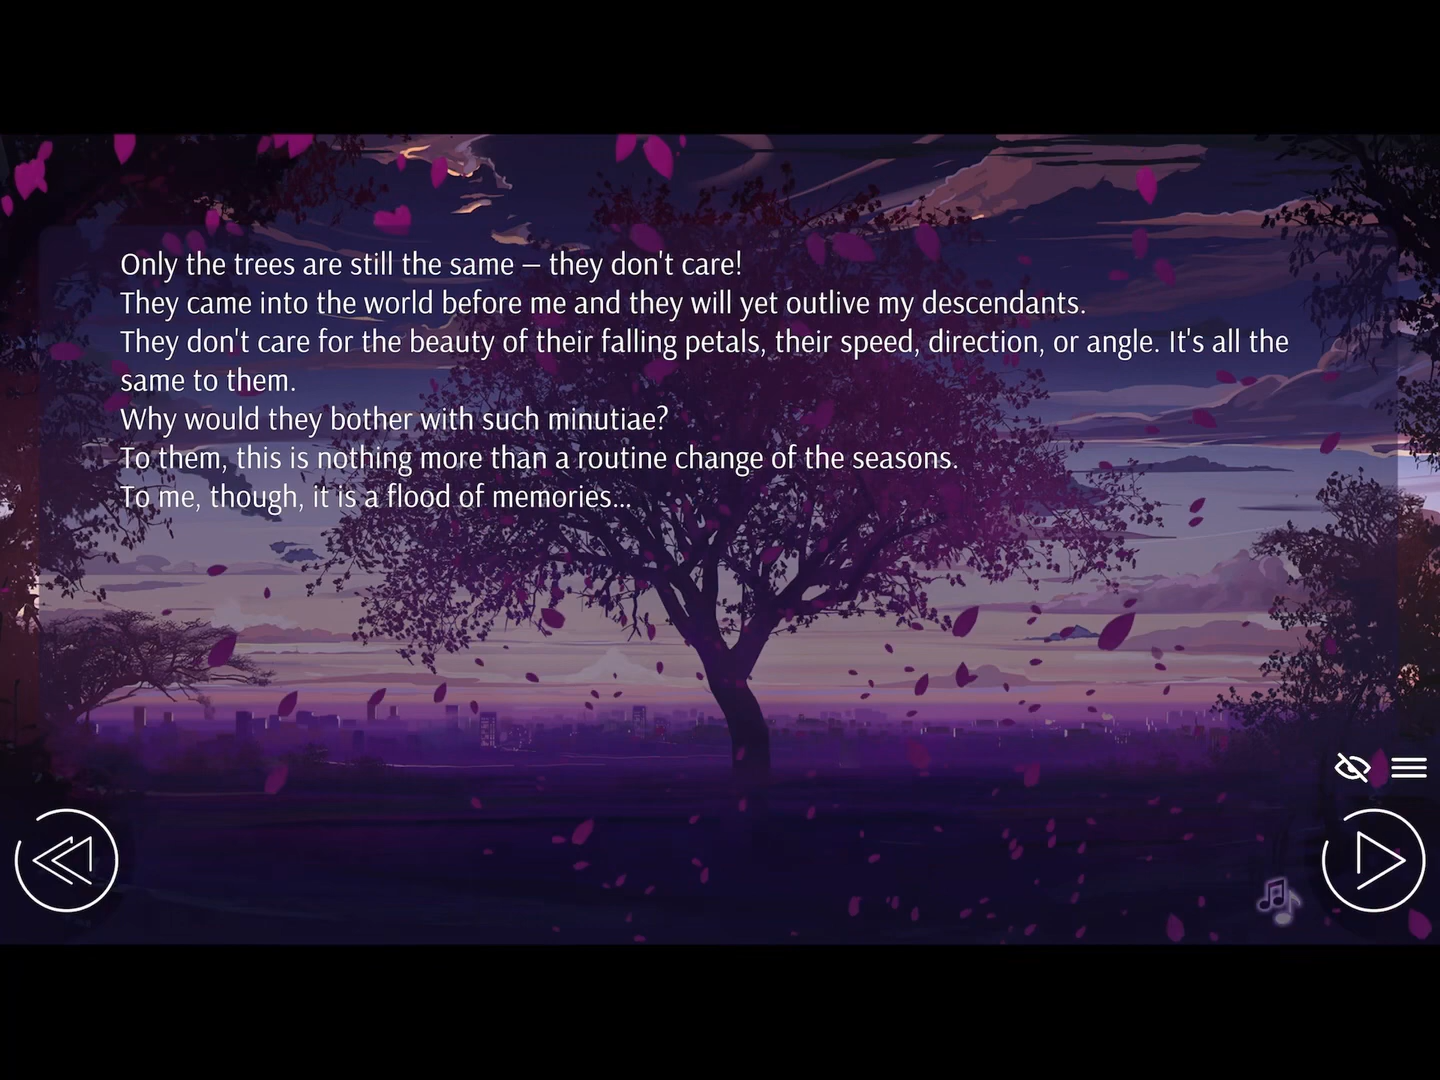 Only the trees are still the same – they don't care!
They came into the world before me and they will yet outlive my descendants.
They don't care for the beauty of their falling petals, their speed, direction, or angle. It's all the
same to them.
Why would they bother with such minutiae?
To them, this is nothing more than a routine change of the seasons.
To me, though, it is a flood of memories...